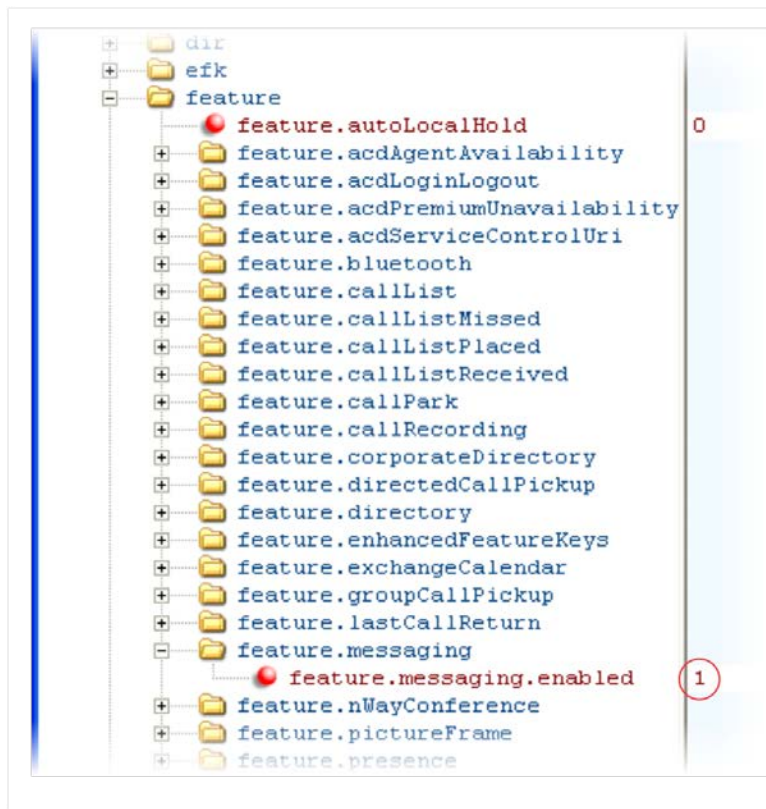 dir
efk
feature
feature.autoLocalHold 0
feature.acdAgentAvailability
feature.acdLoginLogout
feature.acdPremiumUnavailability
feature.acdServiceControlUri
feature.bluetooth
feature.callList
feature.callListMissed
feature.callListPlaced
feature.callListReceived
feature.callPark
feature.callRecording
feature.corporateDirectory
feature.directedCallPickup
feature.directory
feature.enhancedFeatureKeys
feature.exchangeCalendar
feature.groupCallPickup
feature.lastCallReturn
feature.messaging
feature.messaging.enabled 1
feature.nWayConference
feature.pictureFrame
feature.presence